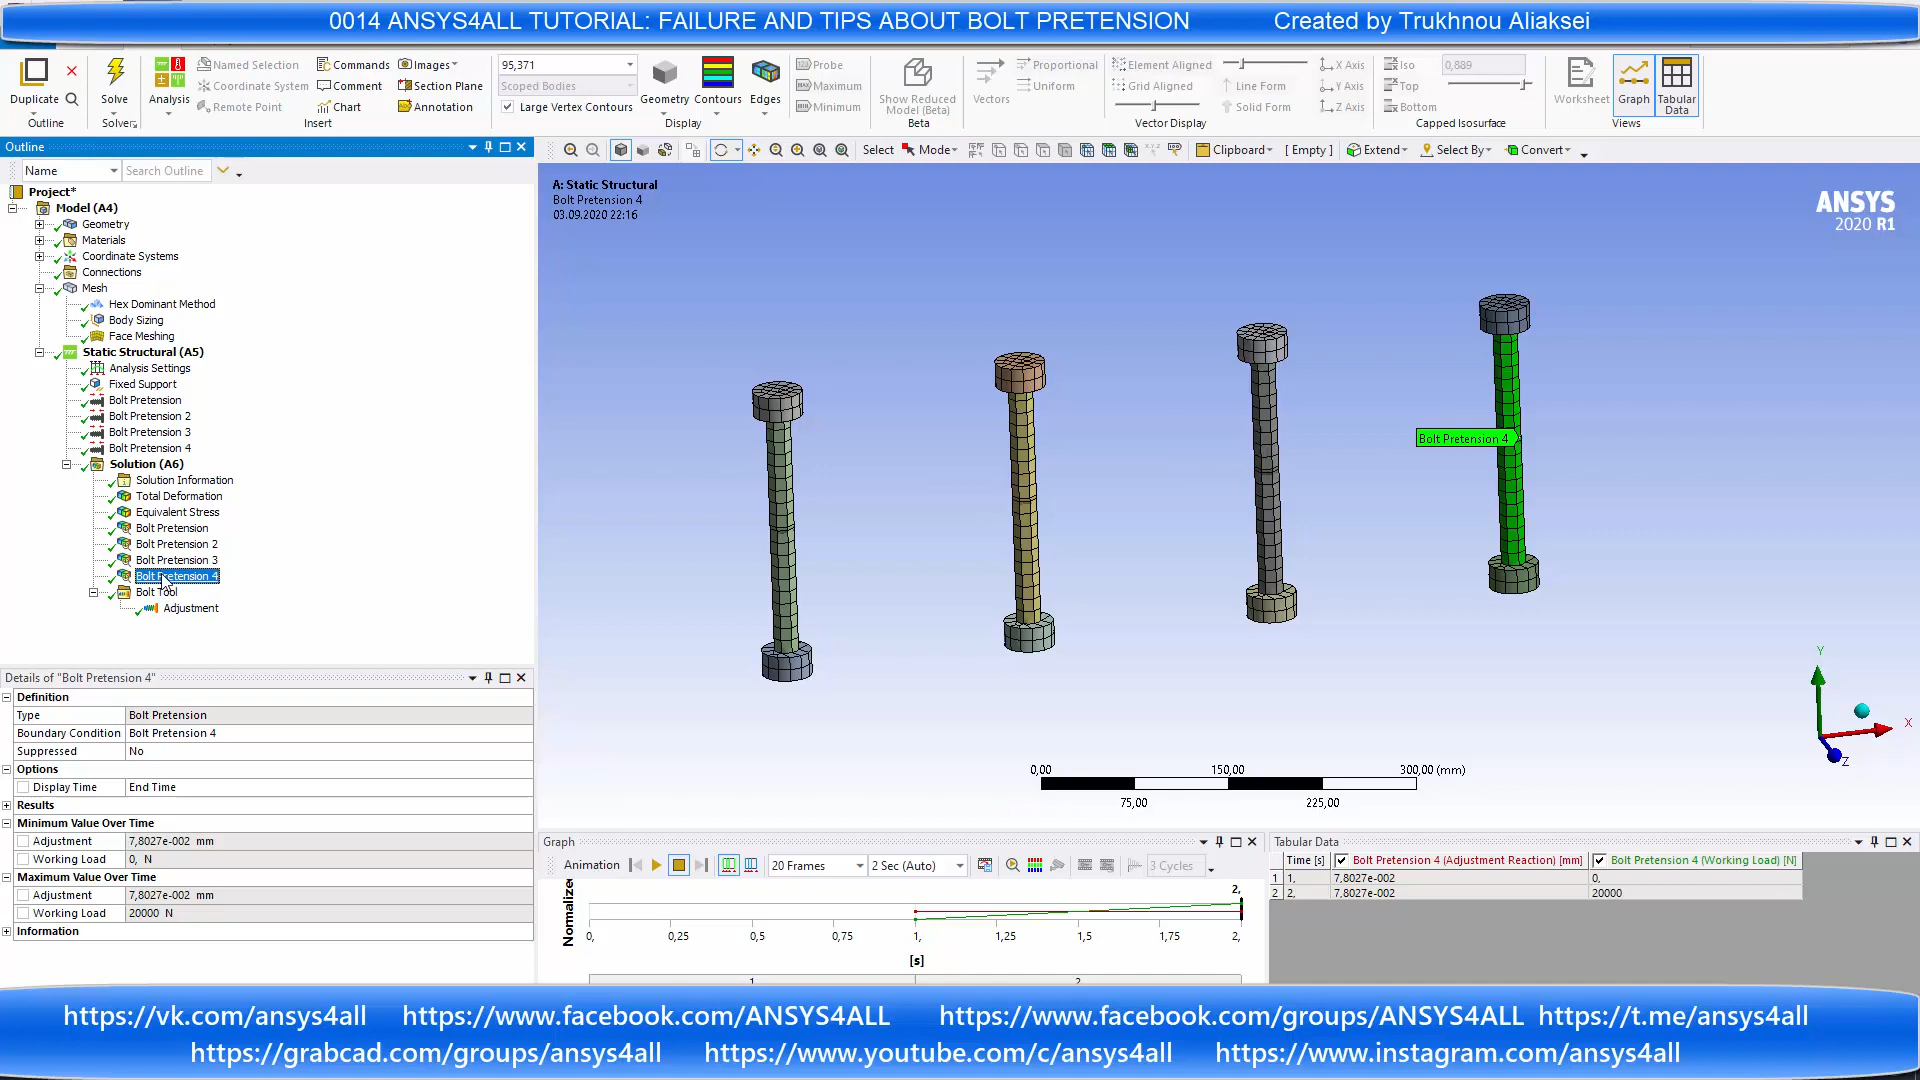 0014 ANSYS4ALL TUTORIAL: FAILURE AND TIPS ABOUT BOLT PRETENSION Created by Trukhnou Aliaksei
Duplicate
Outline
Solve
Solver
Analysis
Named Selection
Coordinate System
Remote Point
Commands
Comment
Chart
Images
Section Plane
Annotation
Insert
95,371
Scoped Bodies
Large Vertex Contours
Geometry
Contours
Edges
Display
Probe
Maximum
Minimum
Show Reduced
Model (Beta)
Beta
Vectors
Proportional
Uniform
Element Aligned
Grid Aligned
Line Form
Solid Form
X Axis
Y Axis
Z Axis
Vector Display
Iso
Top
Bottom
0,889
Capped Isosurface
Worksheet
Graph
Tabular
Data
Views
Outline
Name
Search Outline
Select
Mode
Clipboard
[ Empty ]
Extend
Select By
Convert
Project*
Model (A4)
Geometry
Materials
Coordinate Systems
Connections
Mesh
Hex Dominant Method
Body Sizing
Face Meshing
Static Structural (A5)
Analysis Settings
Fixed Support
Bolt Pretension
Bolt Pretension 2
Bolt Pretension 3
Bolt Pretension 4
Solution (A6)
Solution Information
Total Deformation
Equivalent Stress
Bolt Pretension
Bolt Pretension 2
Bolt Pretension 3
Bolt Pretension 4
Bolt Tool
Adjustment
A: Static Structural
Bolt Pretension 4
03.09.2020 22:16
ANSYS
2020 R1
Bolt Pretension 4
Y
X
Z
0,00 150,00 300,00 (mm)
75,00 225,00
Details of "Bolt Pretension 4"
Definition
Type Bolt Pretension
Boundary Condition Bolt Pretension 4
Suppressed No
Options
Display Time End Time
Results
Minimum Value Over Time
Adjustment 7,8027e-002 mm
Working Load 0, N
Maximum Value Over Time
Adjustment 7,8027e-002 mm
Working Load 20000 N
Information
Graph
Animation
20 Frames
2 Sec (Auto)
3 Cycles
Normalized
2,
0, 0,25 0,5 0,75 1, 1,25 1,5 1,75 2,
[s]
1 2
Tabular Data
Time [s] Bolt Pretension 4 (Adjustment Reaction) [mm] Bolt Pretension 4 (Working Load) [N]
1 1, 7,8027e-002 0,
2 2, 7,8027e-002 20000
https://vk.com/ansys4all https://www.facebook.com/ANSYS4ALL https://www.facebook.com/groups/ANSYS4ALL https://t.me/ansys4all
https://grabcad.com/groups/ansys4all https://www.youtube.com/c/ansys4all https://www.instagram.com/ansys4all